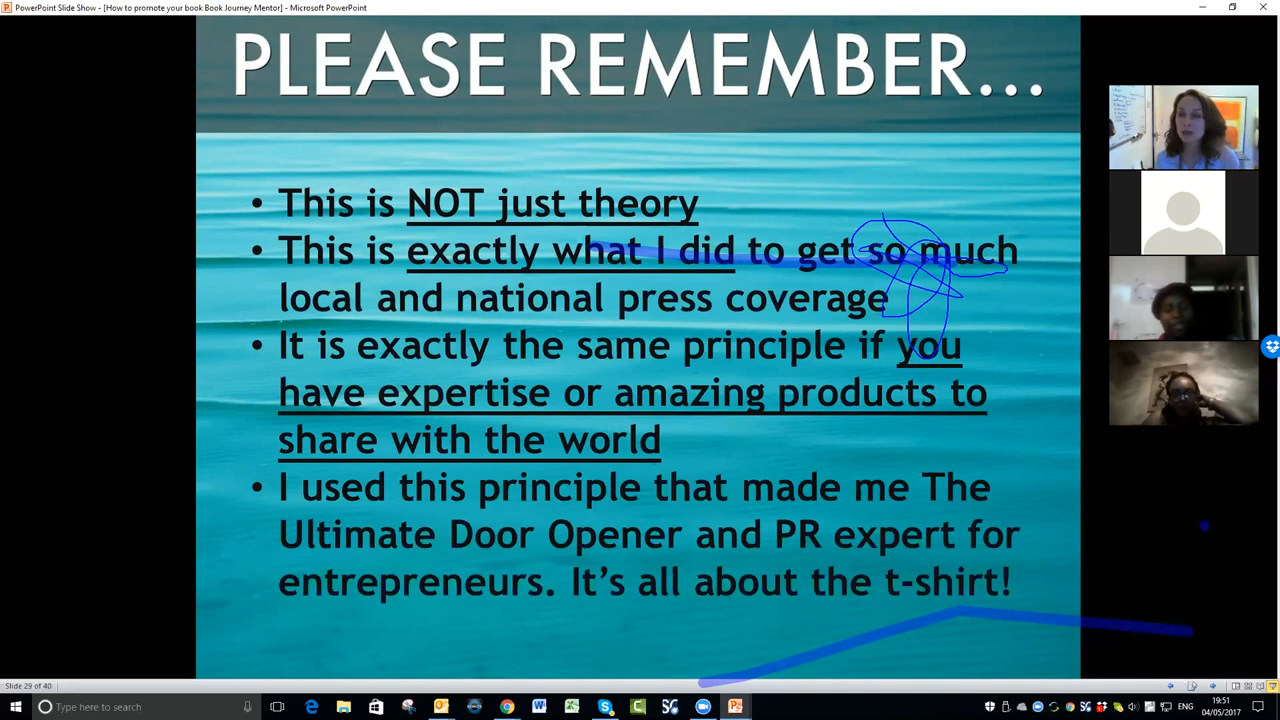 PowerPoint Slide Show - [How to promote your book Book Journey Mentor] - Microsoft PowerPoint
PLEASE REMEMBER...
• This is NOT just theory
• This is exactly what I did to get so much
local and national press coverage
• It is exactly the same principle if you
have expertise or amazing products to
share with the world
• I used this principle that made me The
Ultimate Door Opener and PR expert for
entrepreneurs. It's all about the t-shirt!
Slide 29 of 40
Type here to search
ENG
19:51
04/05/2017